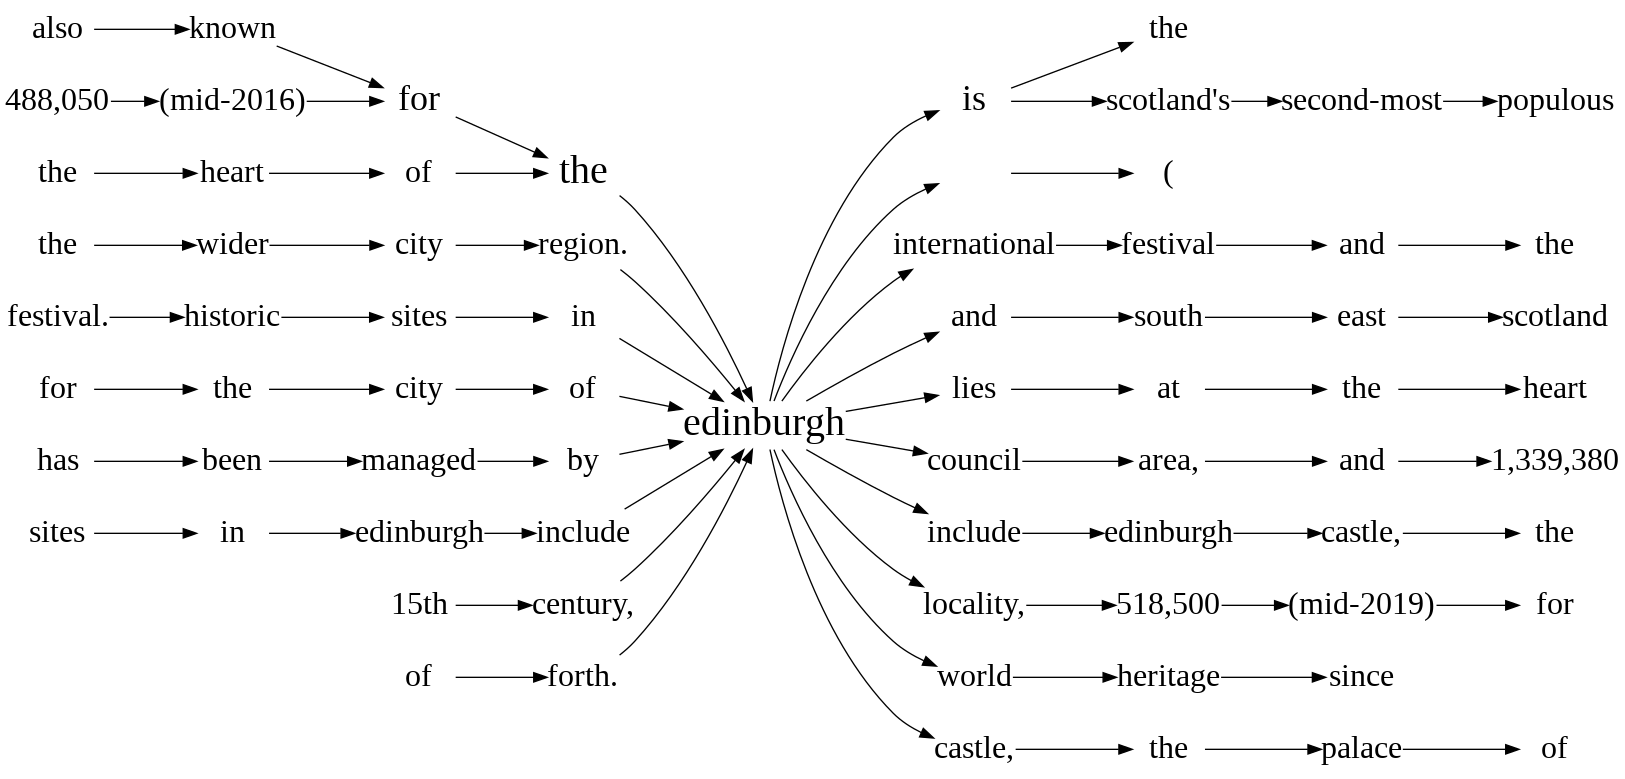 also known the
488,050 (mid-2016) for is scotland's second-most populous
the heart of the (
the wider city region. international festival and the
festival. historic sites in and south east scotland
for the city of lies at the heart
edinburgh
has been managed by council area, and 1,339,380
sites in edinburgh include include edinburgh castle, the
15th century, locality, 518,500 (mid-2019) for
of forth. world heritage since
castle, the palace of